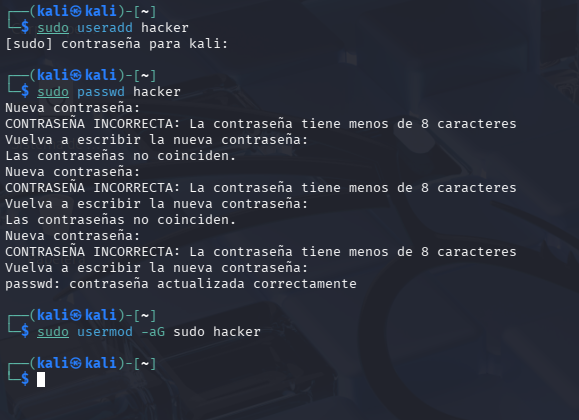 ┌──(kali㉿kali)-[~]
└─$ sudo useradd hacker
[sudo] contraseña para kali:
┌──(kali㉿kali)-[~]
└─$ sudo passwd hacker
Nueva contraseña:
CONTRASEÑA INCORRECTA: La contraseña tiene menos de 8 caracteres
Vuelva a escribir la nueva contraseña:
Las contraseñas no coinciden.
Nueva contraseña:
CONTRASEÑA INCORRECTA: La contraseña tiene menos de 8 caracteres
Vuelva a escribir la nueva contraseña:
Las contraseñas no coinciden.
Nueva contraseña:
CONTRASEÑA INCORRECTA: La contraseña tiene menos de 8 caracteres
Vuelva a escribir la nueva contraseña:
passwd: contraseña actualizada correctamente
┌──(kali㉿kali)-[~]
└─$ sudo usermod -aG sudo hacker
┌──(kali㉿kali)-[~]
└─$